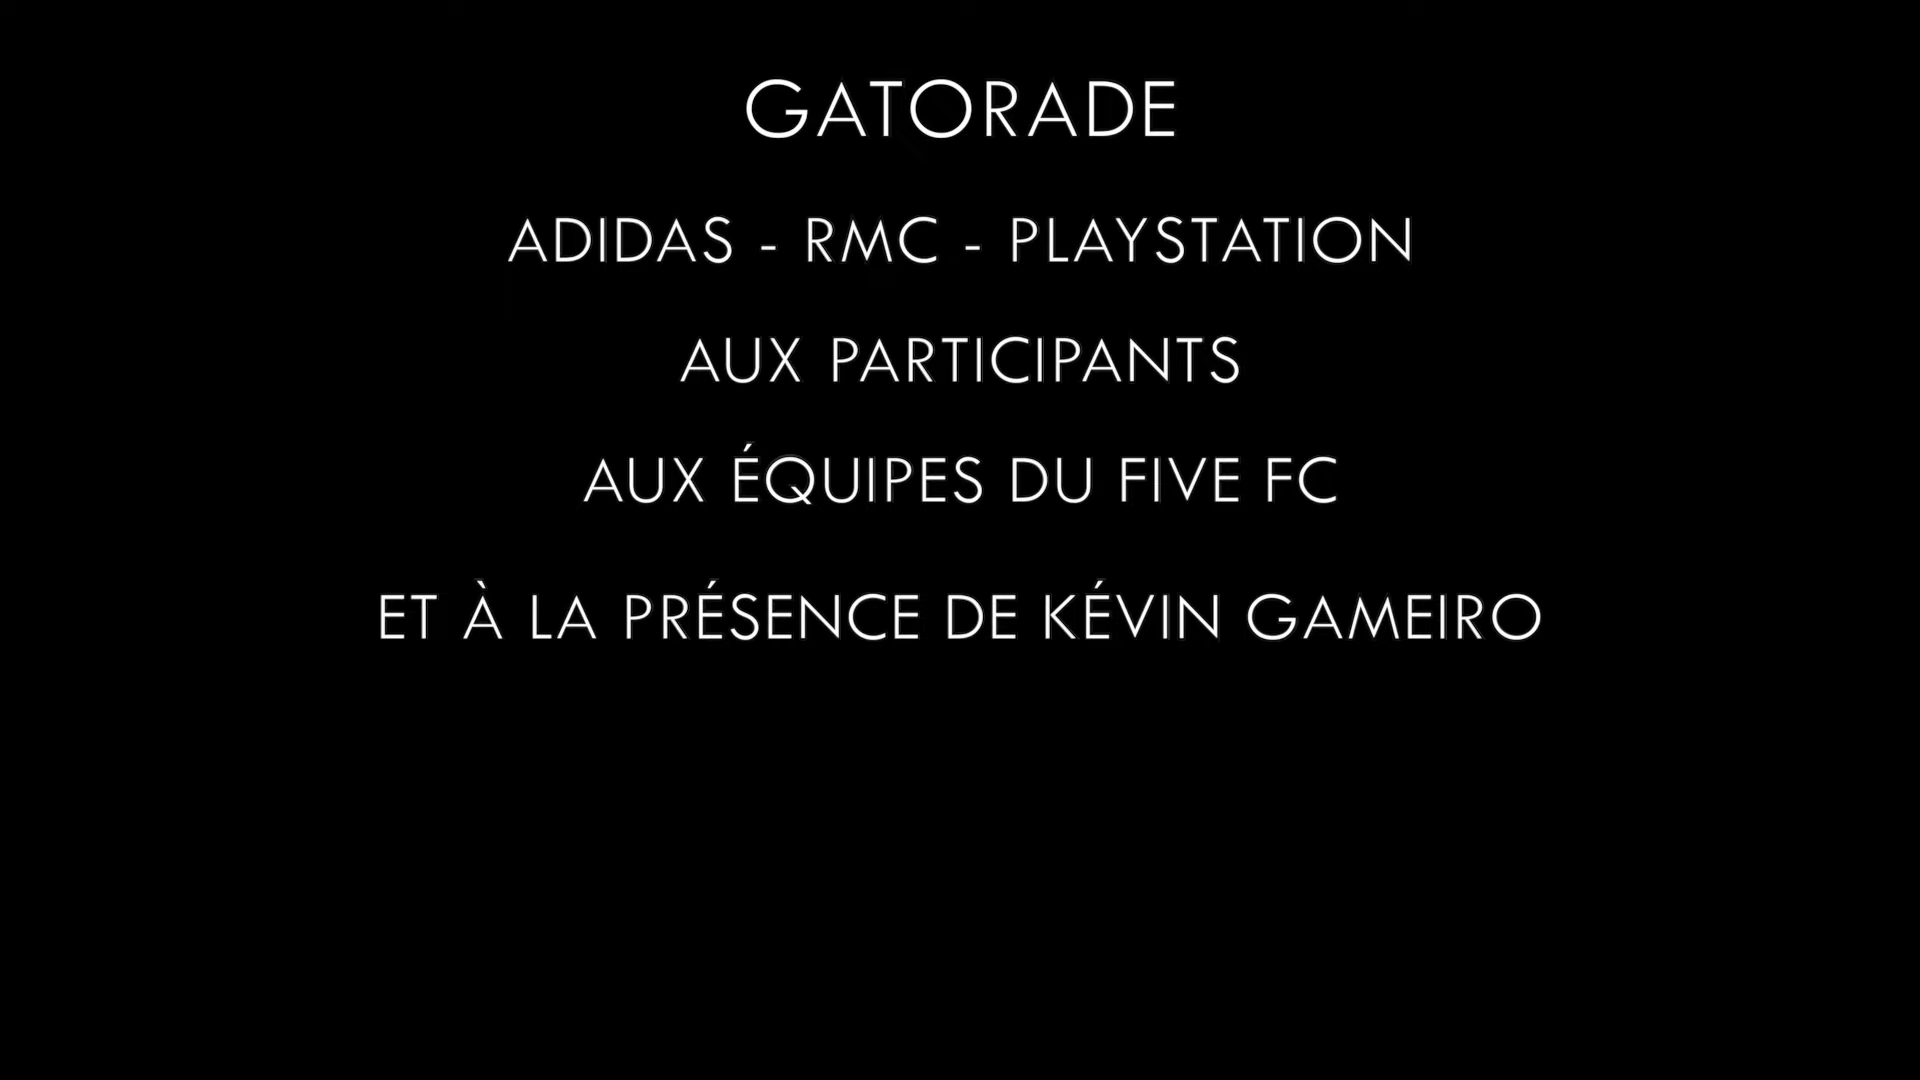 GATORADE
ADIDAS - RMC - PLAYSTATION
AUX PARTICIPANTS
AUX ÉQUIPES DU FIVE FC
ET À LA PRÉSENCE DE KÉVIN GAMEIRO